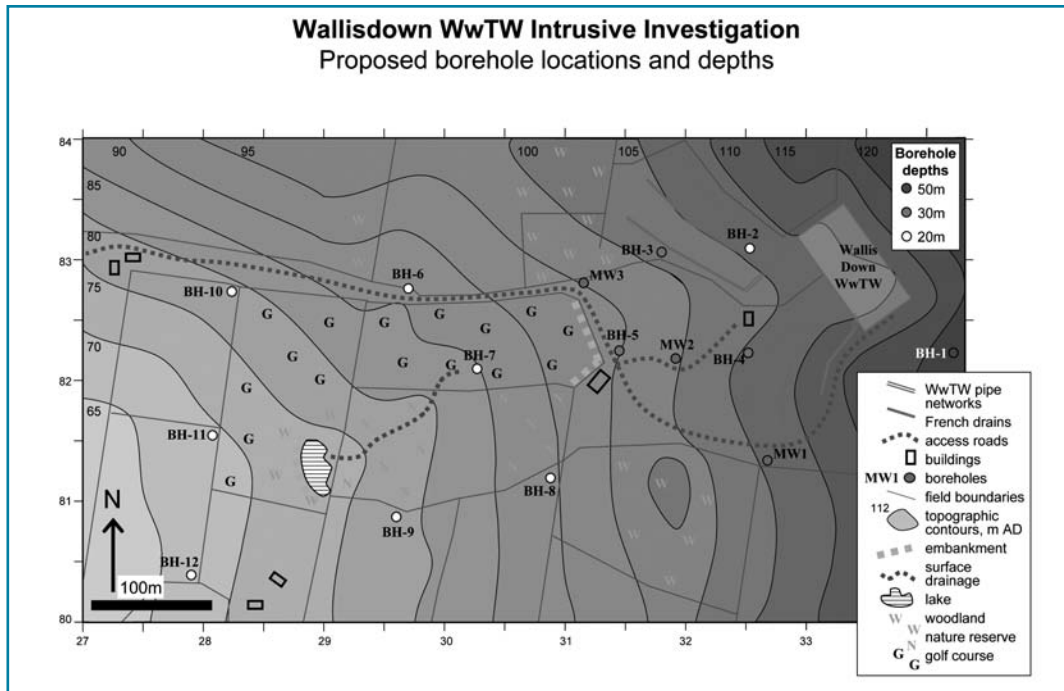 Wallisdown WwTW Intrusive Investigation
Proposed borehole locations and depths
84
90
95
100
105
110
115
120
Borehole
depths
50m
30m
20m
85
80
83
75
70
82
65
81
80
W W
W W
W W
W W
W W
W W
BH-2
BH-3
Wallis
Down
WwTW
BH-6
MW3
BH-10
G G G G G G G
BH-5
MW2
BH-4
BH-1
G G G G G
BH-7
G G
G
BH-11
G
G
W W
W N
MW1
BH-8
BH-9
BH-12
N
100m
27
28
29
30
31
32
33
WwTW pipe
networks
French drains
access roads
buildings
MW1 boreholes
field boundaries
112
topographic
contours, m AD
embankment
surface
drainage
lake
W woodland
W
N nature reserve
G golf course
G